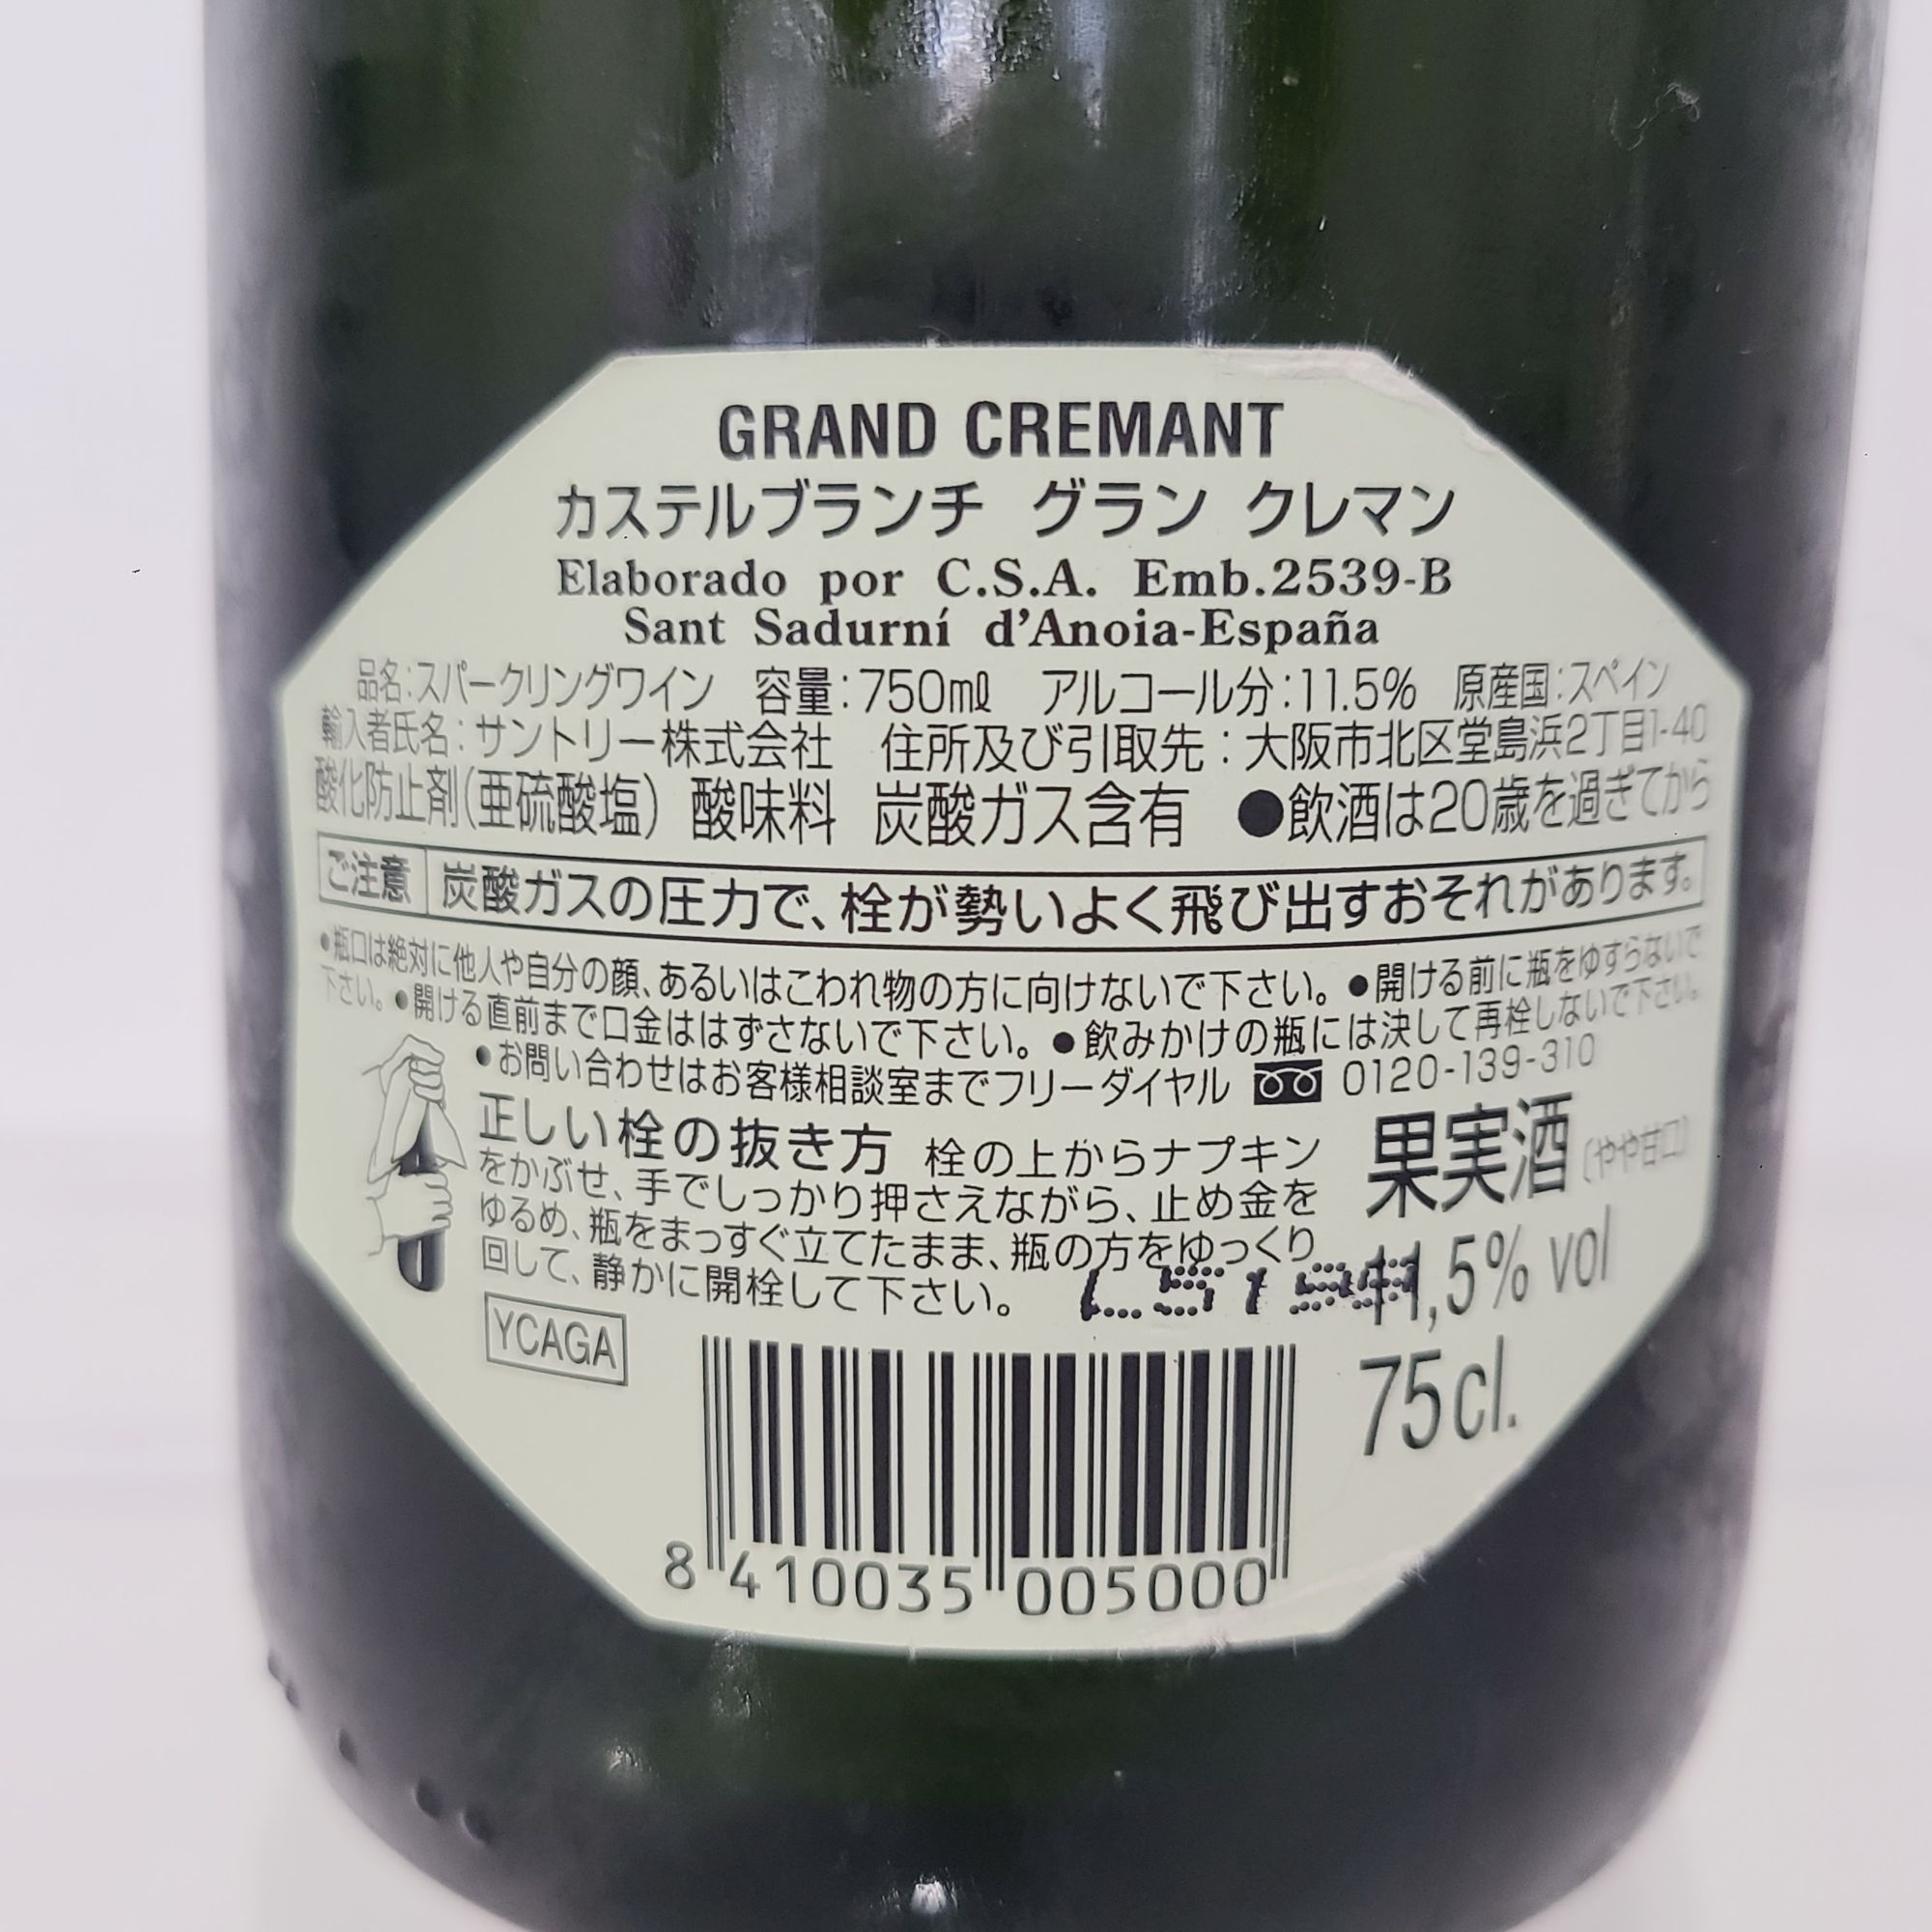 GRAND CREMANT
カステルブランチ グラン クレマン
Elaborado por C.S.A. Emb.2539-B
Sant Sadurní d'Anoia-España
品名:スパークリングワイン 容量:750mℓ アルコール分:11.5% 原産国:スペイン
輸入者氏名:サントリー株式会社 住所及び引取先:大阪市北区堂島浜2丁目1-40
酸化防止剤(亜硫酸塩) 酸味料 炭酸ガス含有 ●飲酒は20歳を過ぎてから
ご注意 炭酸ガスの圧力で、栓が勢いよく飛び出すおそれがあります。
●瓶口は絶対に他人や自分の顔、あるいはこわれ物の方に向けないで下さい。●開ける前に瓶をゆすらないで
下さい。●開ける直前まで口金ははずさないで下さい。●飲みかけの瓶には決して再栓しないで下さい。
●お問い合わせはお客様相談室までフリーダイヤル 0120-139-310
正しい栓の抜き方 栓の上からナプキン
をかぶせ、手でしっかり押さえながら、止め金を
ゆるめ、瓶をまっすぐ立てたまま、瓶の方をゆっくり
回して、静かに開栓して下さい。
果実酒 (やや甘口)
11,5% vol
75cl.
YCAGA
8 410035 005000